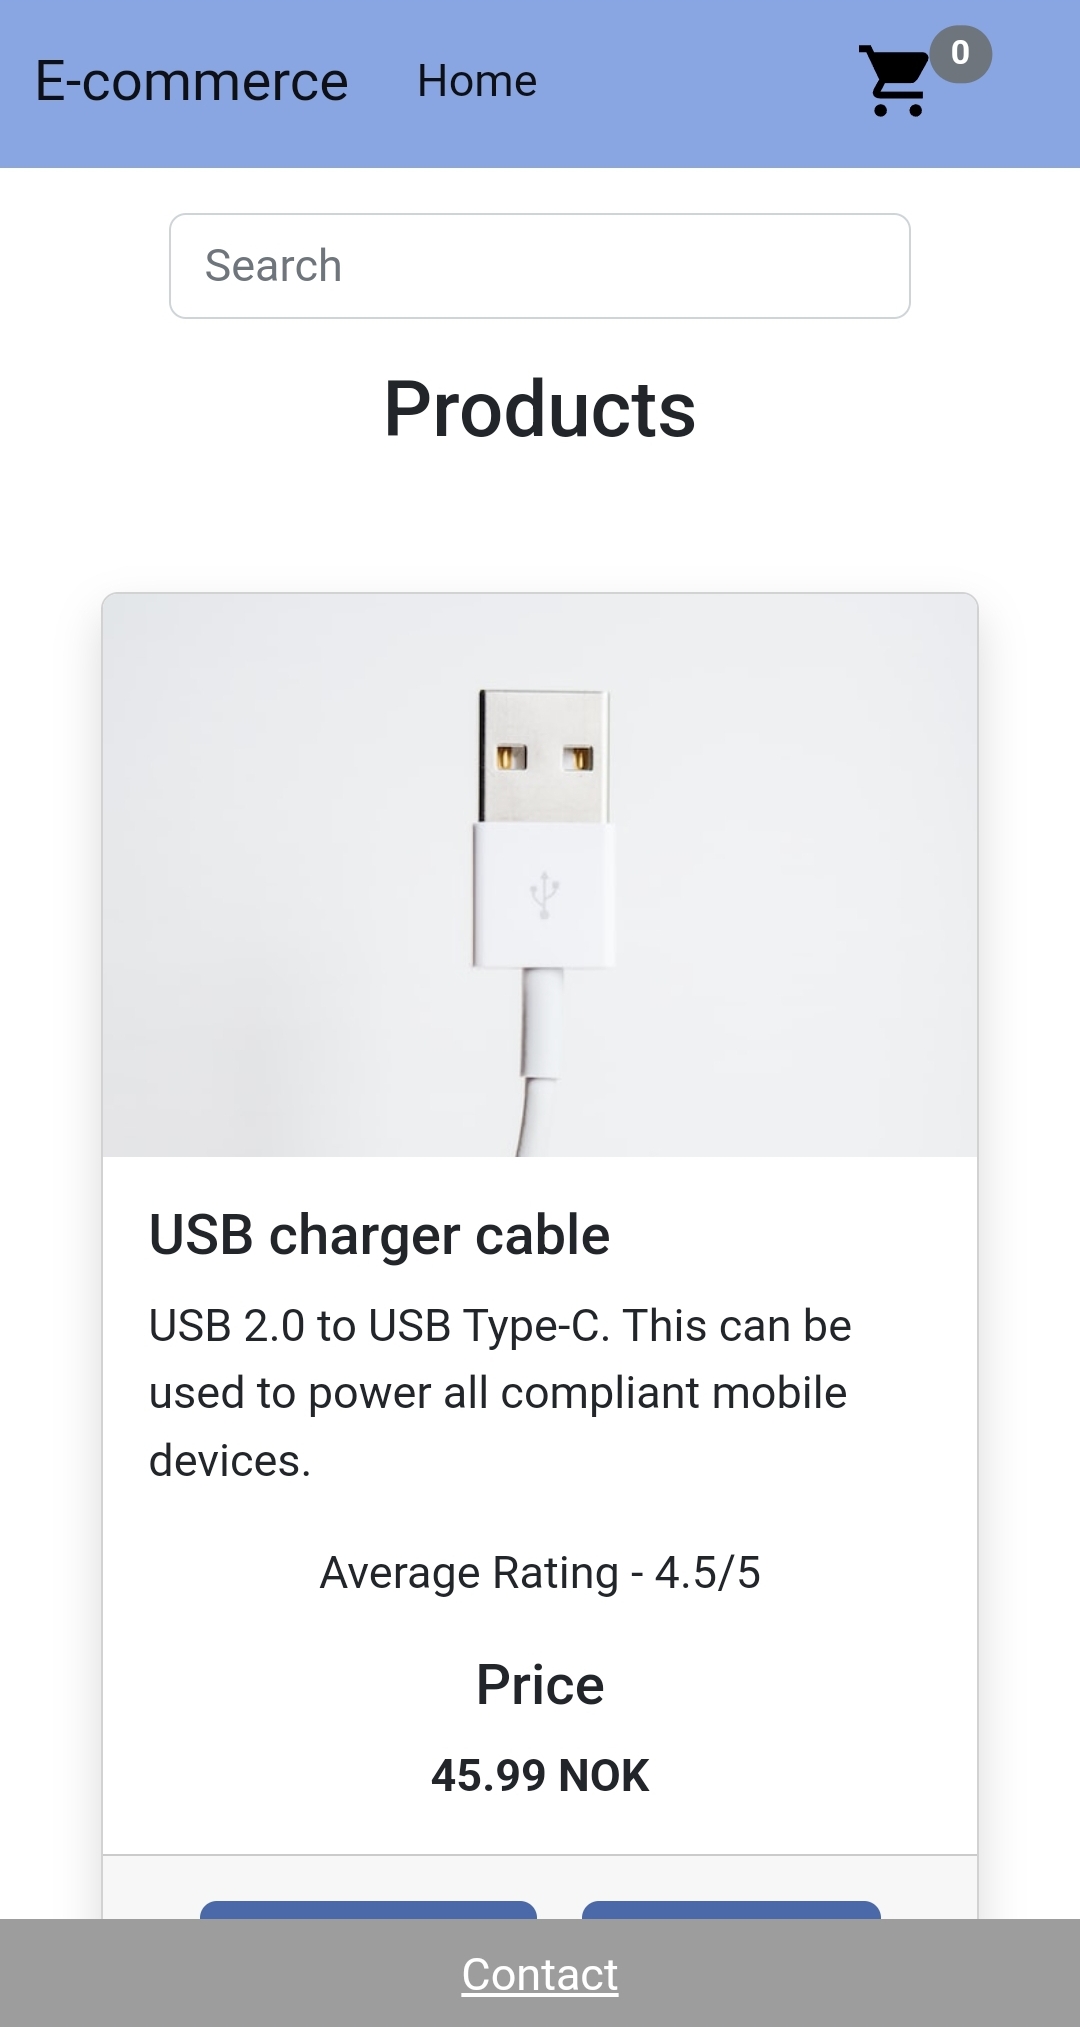 E-commerce Home 0
Search
Products
USB charger cable
USB 2.0 to USB Type-C. This can be
used to power all compliant mobile
devices.
Average Rating - 4.5/5
Price
45.99 NOK
Contact